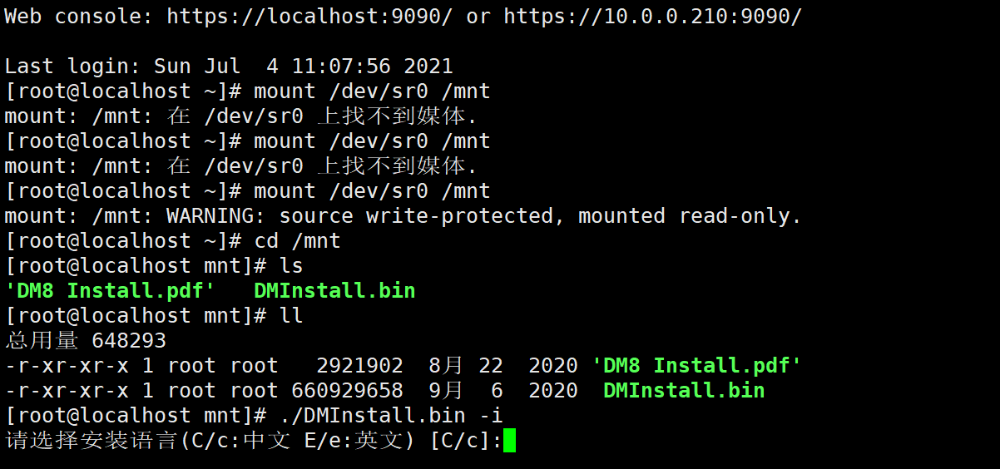 Web console: https://localhost:9090/ or https://10.0.0.210:9090/
Last login: Sun Jul  4 11:07:56 2021
[root@localhost ~]# mount /dev/sr0 /mnt
mount: /mnt: 在 /dev/sr0 上找不到媒体.
[root@localhost ~]# mount /dev/sr0 /mnt
mount: /mnt: 在 /dev/sr0 上找不到媒体.
[root@localhost ~]# mount /dev/sr0 /mnt
mount: /mnt: WARNING: source write-protected, mounted read-only.
[root@localhost ~]# cd /mnt
[root@localhost mnt]# ls
'DM8 Install.pdf'   DMInstall.bin
[root@localhost mnt]# ll
总用量 648293
-r-xr-xr-x 1 root root   2921902  8月 22  2020 'DM8 Install.pdf'
-r-xr-xr-x 1 root root 660929658  9月  6  2020  DMInstall.bin
[root@localhost mnt]# ./DMInstall.bin -i
请选择安装语言(C/c:中文 E/e:英文) [C/c]: